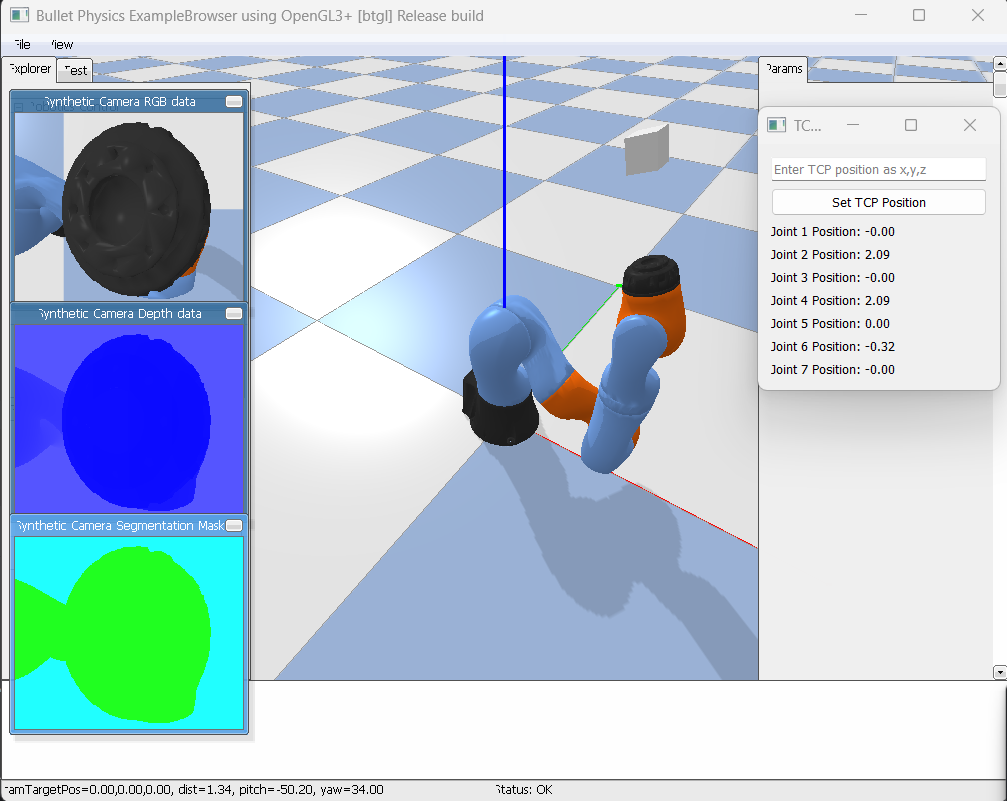 Bullet Physics ExampleBrowser using OpenGL3+ [btgl] Release build
File View
Explorer Test
Params
Synthetic Camera RGB data
Synthetic Camera Depth data
Synthetic Camera Segmentation Mask
TC...
Enter TCP position as x,y,z
Set TCP Position
Joint 1 Position: -0.00
Joint 2 Position: 2.09
Joint 3 Position: -0.00
Joint 4 Position: 2.09
Joint 5 Position: 0.00
Joint 6 Position: -0.32
Joint 7 Position: -0.00
camTargetPos=0.00,0.00,0.00, dist=1.34, pitch=-50.20, yaw=34.00
Status: OK